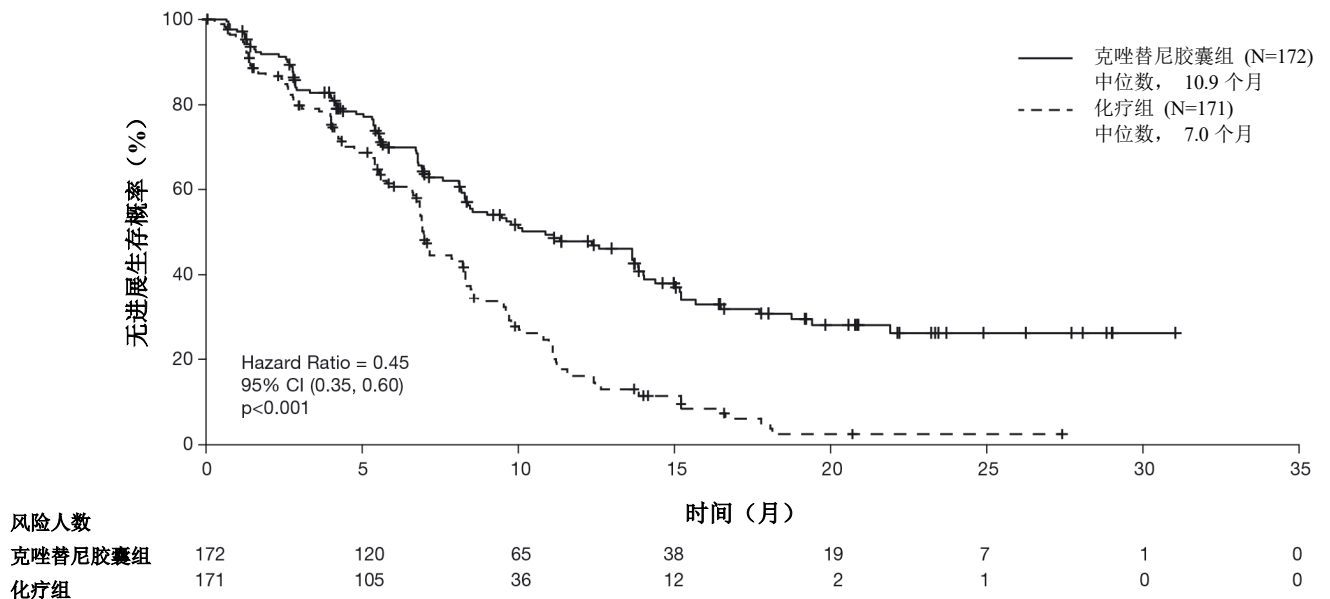 100
80
60
40
20
0
无进展生存概率（%）
克唑替尼胶囊组 (N=172)
中位数， 10.9 个月
化疗组 (N=171)
中位数， 7.0 个月
Hazard Ratio = 0.45
95% CI (0.35, 0.60)
p<0.001
0 5 10 15 20 25 30 35
时间（月）
风险人数
克唑替尼胶囊组 172 120 65 38 19 7 1 0
化疗组 171 105 36 12 2 1 0 0